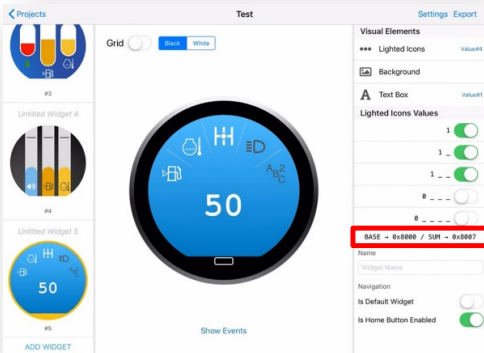 Projects
Test
Settings Export
#3
Untitled Widget 4
#4
Untitled Widget 5
50
#5
ADD WIDGET
Grid
Black White
A B 2 C
50
Show Events
Visual Elements
Lighted Icons Value#4
Background
A Text Box Value#1
Lighted Icons Values
1
1 _
1 _ _
0 _ _ _
0 _ _ _ _
BASE → 0x8000 / SUM → 0x8007
Name
Widget Name
Navigation
Is Default Widget
Is Home Button Enabled